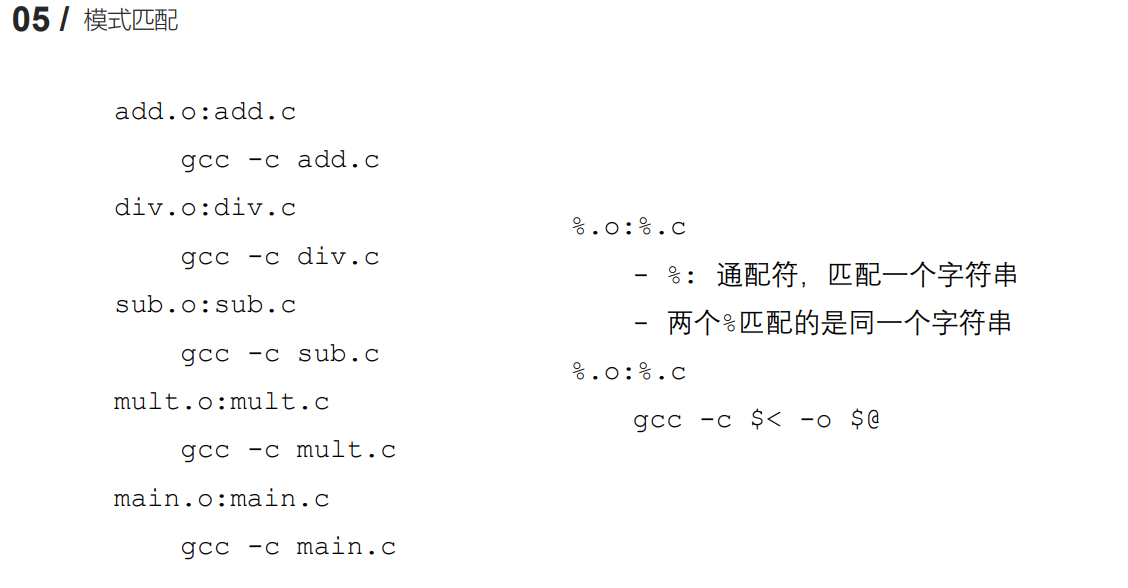 05 / 模式匹配
add.o:add.c
gcc -c add.c
div.o:div.c
gcc -c div.c
sub.o:sub.c
gcc -c sub.c
mult.o:mult.c
gcc -c mult.c
main.o:main.c
gcc -c main.c
%.o:%.c
- %: 通配符，匹配一个字符串
- 两个%匹配的是同一个字符串
%.o:%.c
gcc -c $< -o $@